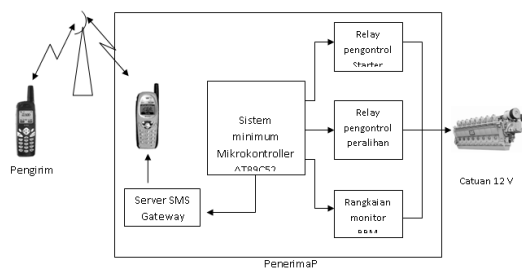 Pengirim
Server SMS
Gateway
Sistem
minimum
Mikrokontroller
AT89C52
Relay
pengontrol
Starter
Relay
pengontrol
peralihan
Rangkaian
monitor
RPM
Catuan 12 V
PenerimaP